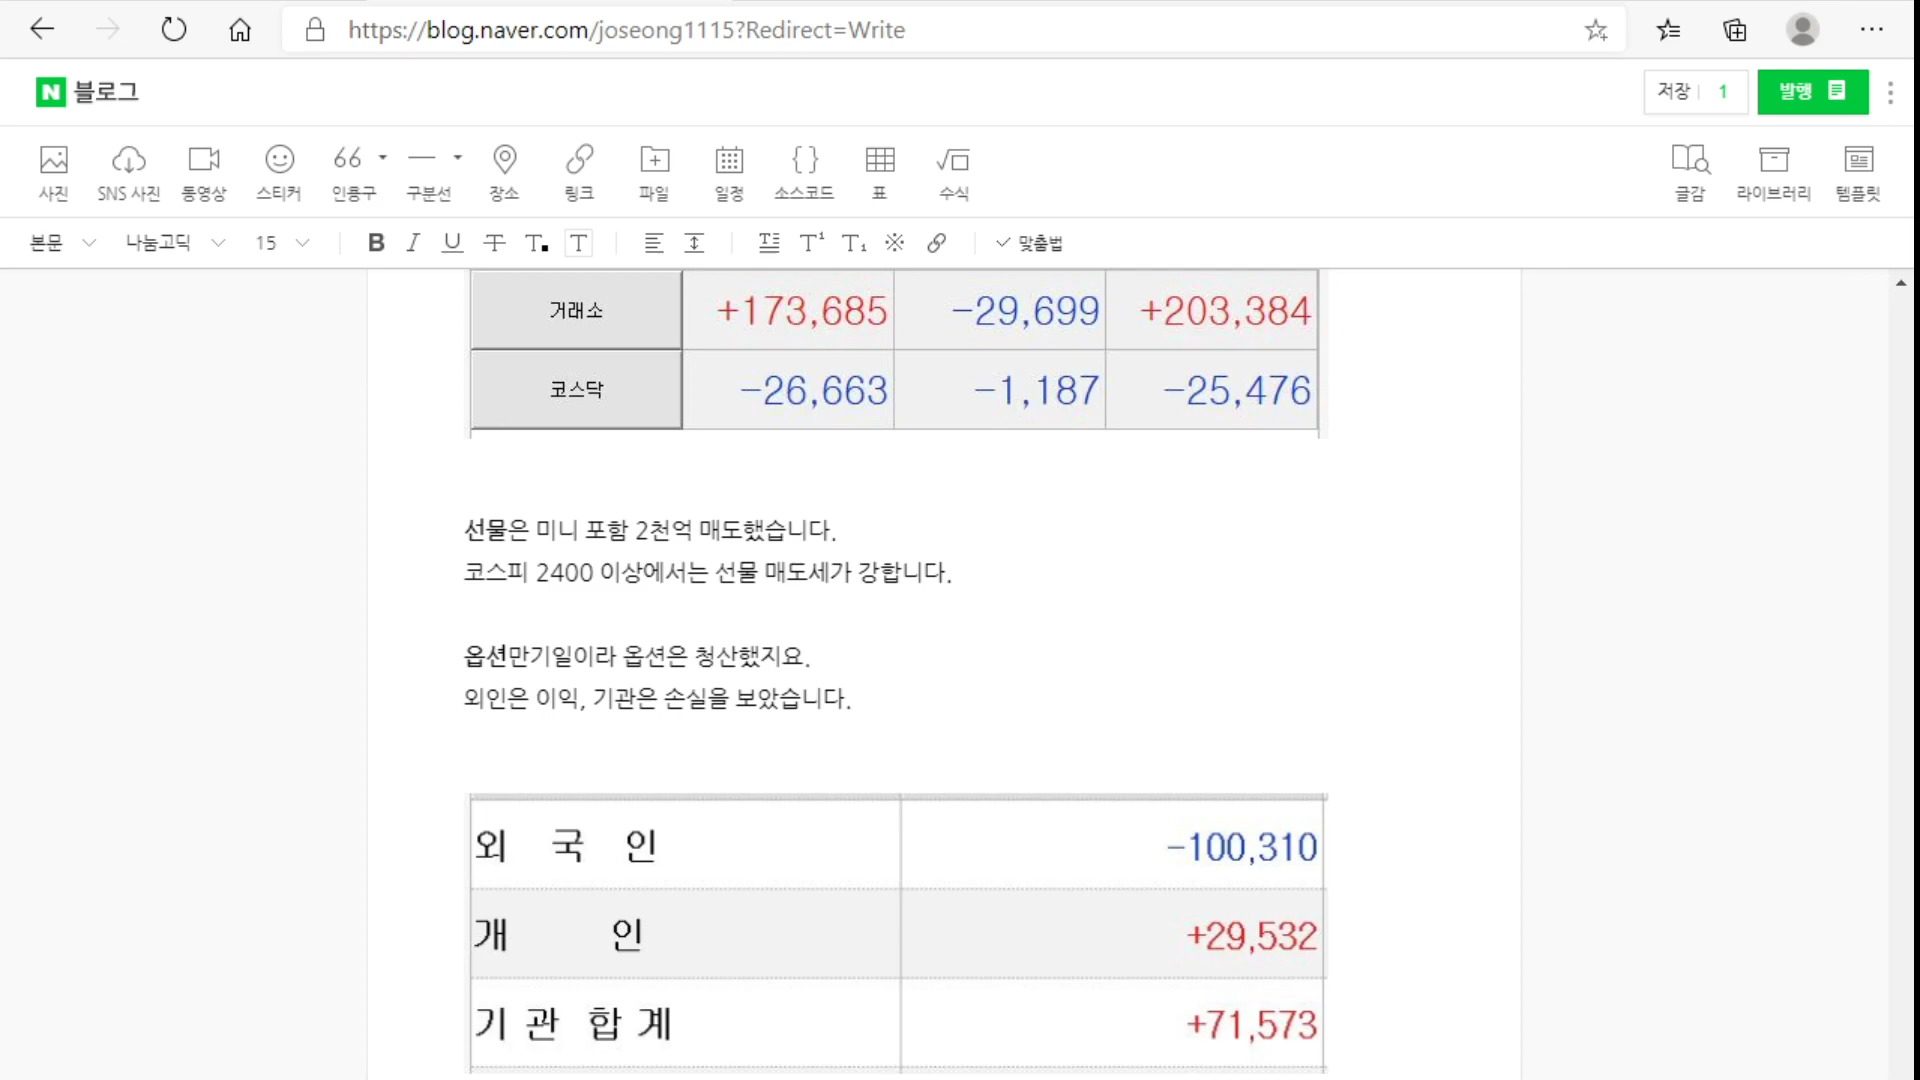 https://blog.naver.com/joseong1115?Redirect=Write
N 블로그
저장 1
발행
사진
SNS 사진
동영상
스티커
66
인용구
구분선
장소
링크
파일
일정
소스코드
표
수식
글감
라이브러리
템플릿
본문 나눔고딕 15 B I U T T. T T¹ T₁ ※ 맞춤법
거래소 +173,685 -29,699 +203,384
코스닥 -26,663 -1,187 -25,476
선물은 미니 포함 2천억 매도했습니다.
코스피 2400 이상에서는 선물 매도세가 강합니다.
옵션만기일이라 옵션은 청산했지요.
외인은 이익, 기관은 손실을 보았습니다.
외 국 인 -100,310
개 인 +29,532
기 관 합 계 +71,573